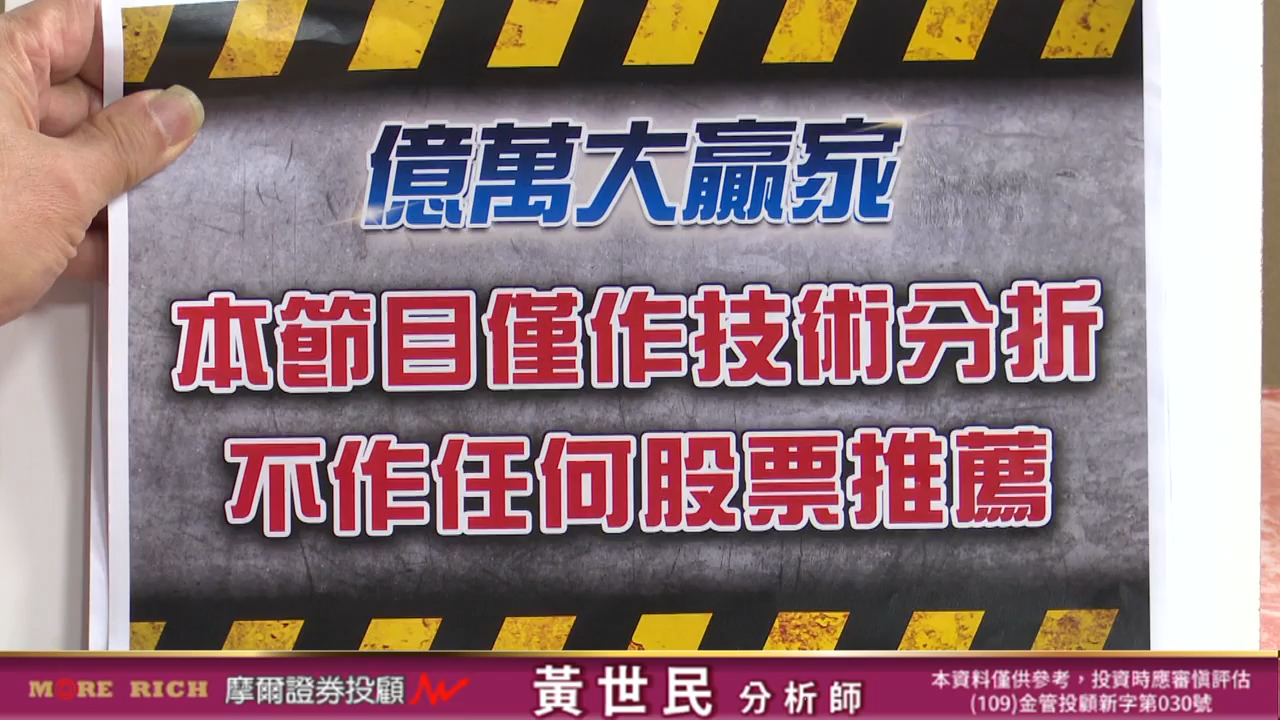 億萬大贏家
本節目僅作技術分折
不作任何股票推薦
MORE RICH 摩爾證券投顧 黃世民 分析師
本資料僅供參考，投資時應審慎評估
(109)金管投顧新字第030號